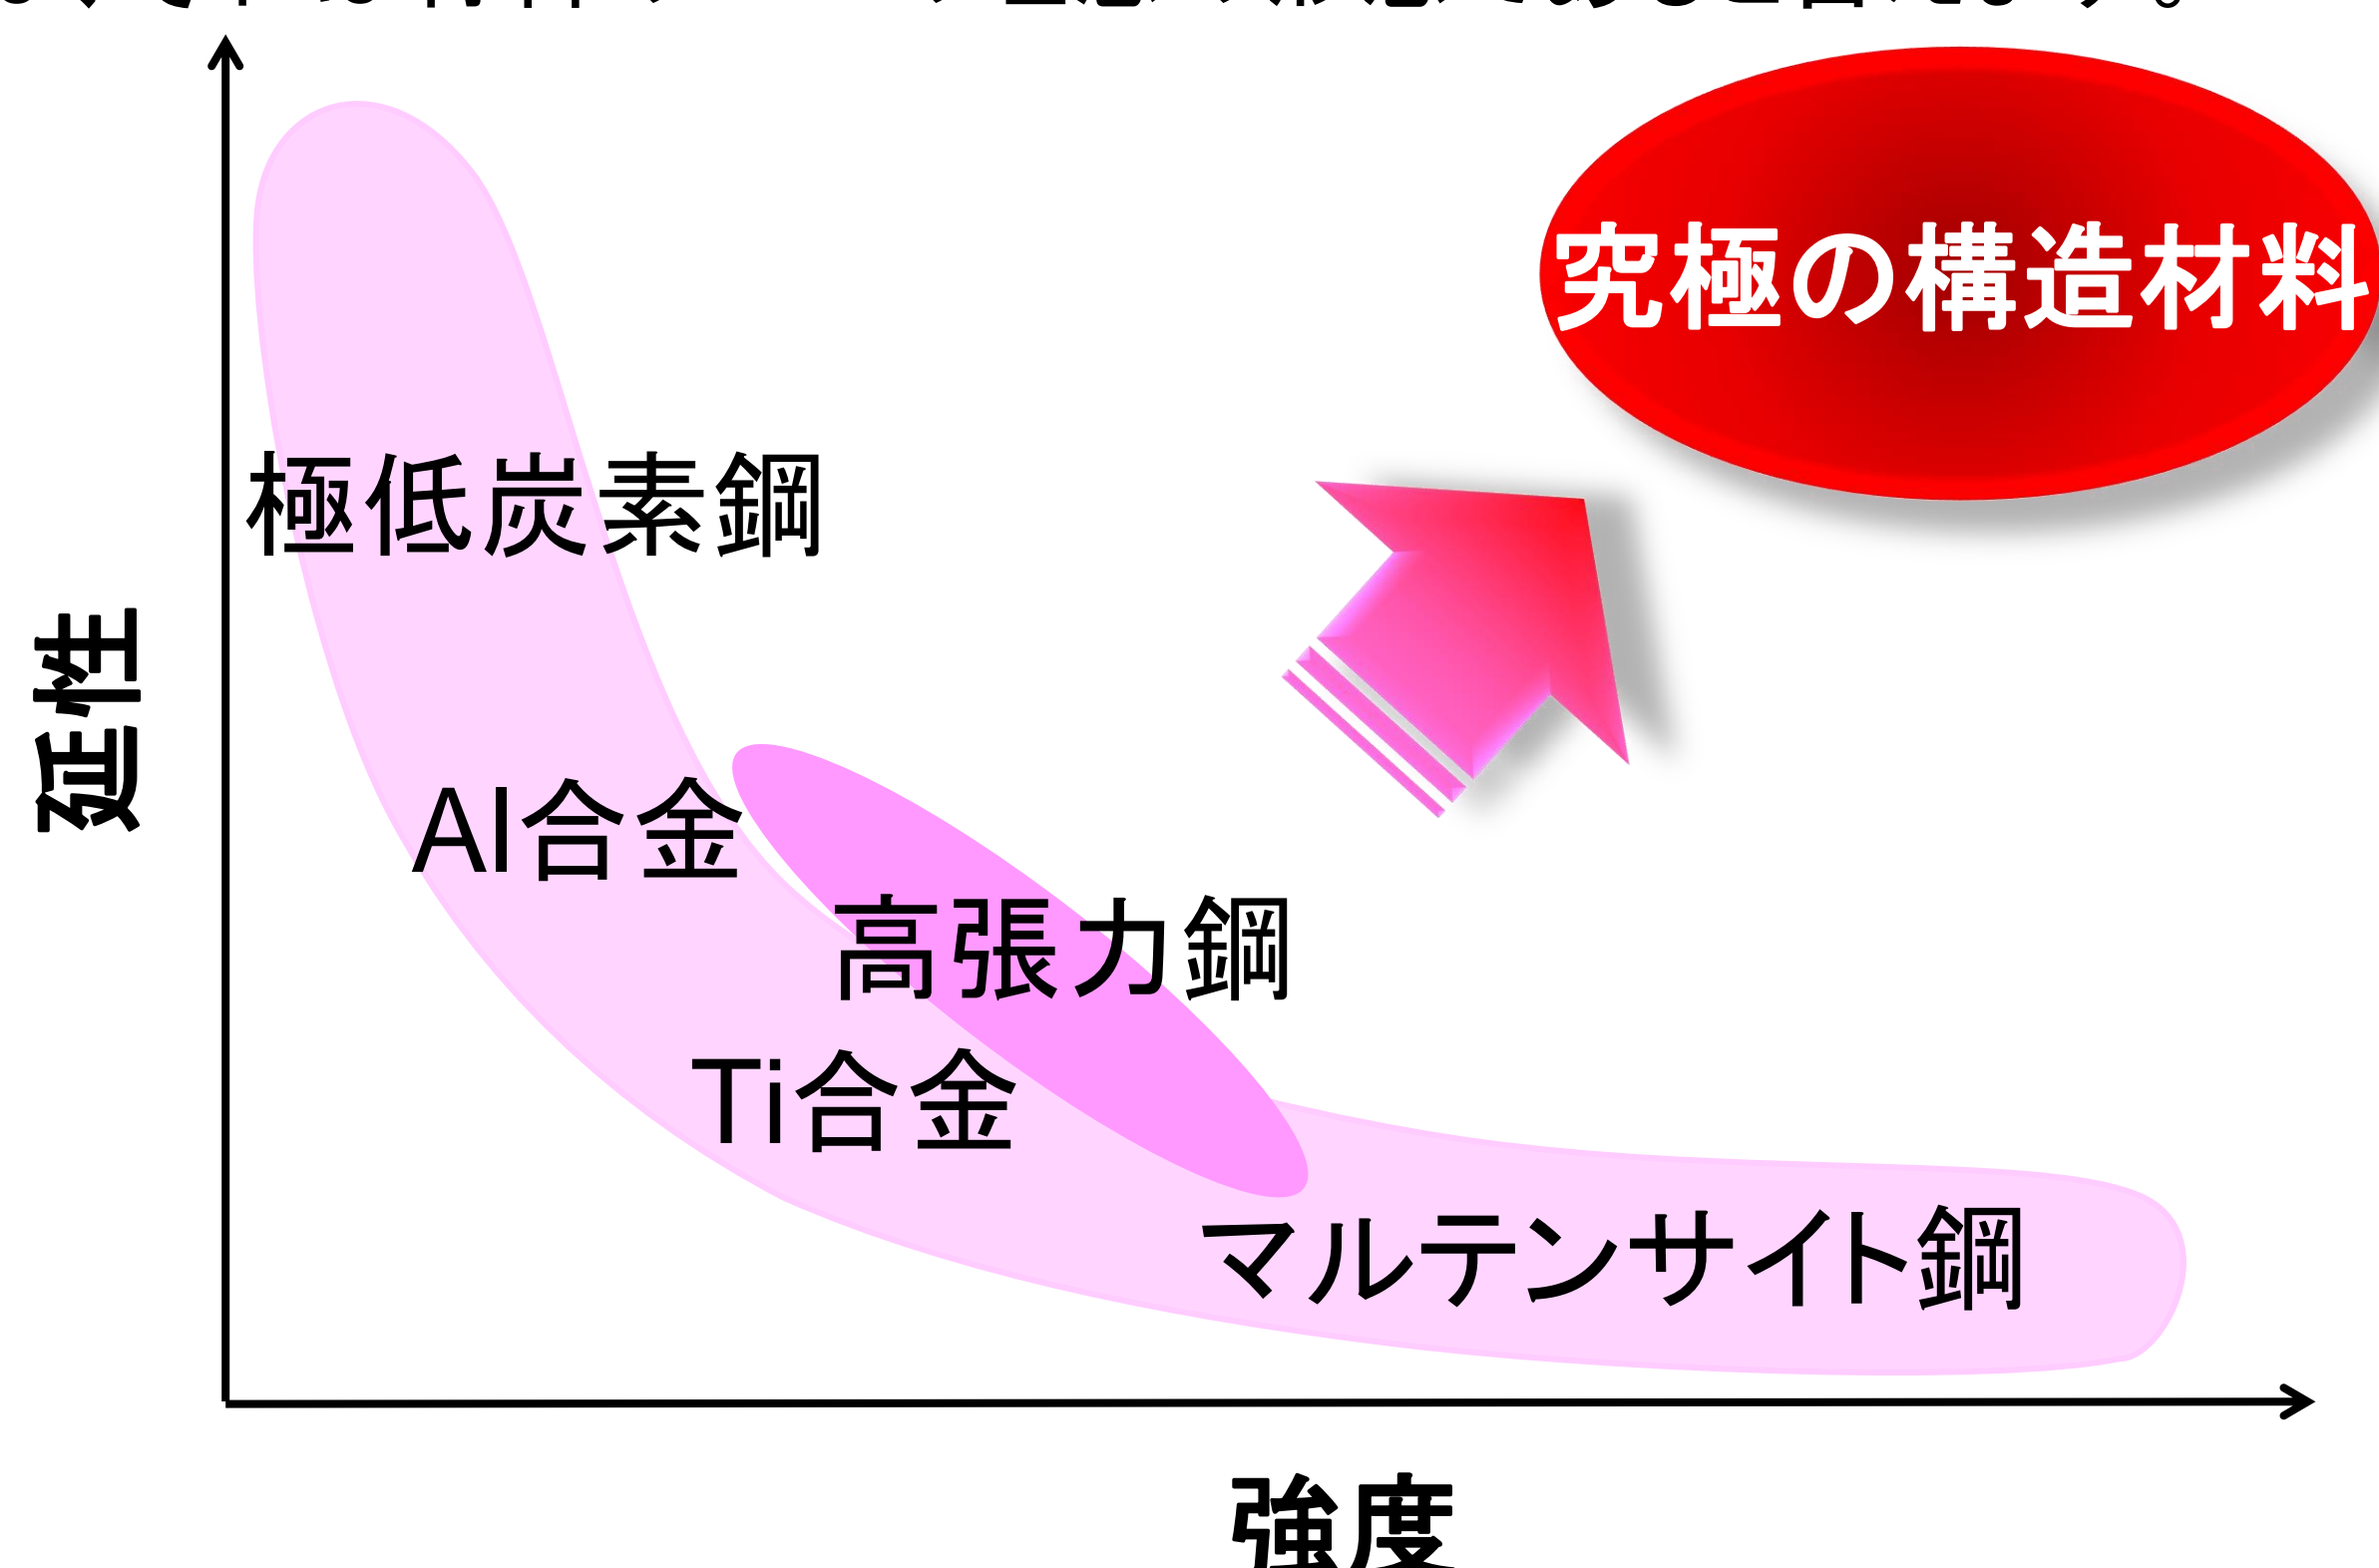 究極の構造材料
極低炭素鋼
延性
Al合金
高張力鋼
Ti合金
マルテンサイト鋼
強度